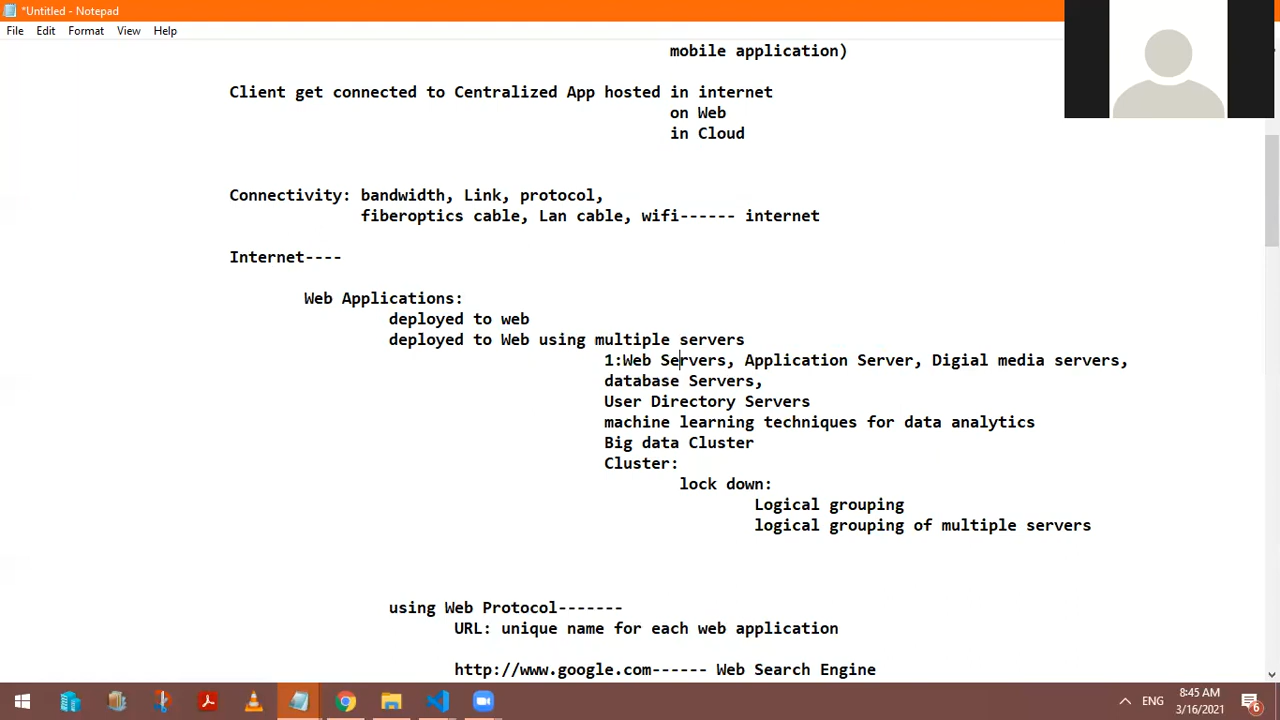 *Untitled - Notepad
File Edit Format View Help
mobile application)
Client get connected to Centralized App hosted in internet
on Web
in Cloud
Connectivity: bandwidth, Link, protocol,
fiberoptics cable, Lan cable, wifi------ internet
Internet----
Web Applications:
deployed to web
deployed to Web using multiple servers
1:Web Servers, Application Server, Digial media servers,
database Servers,
User Directory Servers
machine learning techniques for data analytics
Big data Cluster
Cluster:
lock down:
Logical grouping
logical grouping of multiple servers
using Web Protocol-------
URL: unique name for each web application
http://www.google.com------ Web Search Engine
ENG
8:45 AM
3/16/2021
6